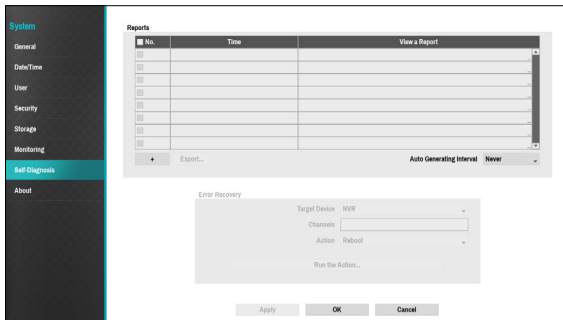 System
General
Date/Time
User
Security
Storage
Monitoring
Self-Diagnosis
About
Reports
No. Time View a Report
...
...
...
...
...
...
...
+ Export... Auto Generating Interval Never
Error Recovery
Target Device NVR
Channels
Action Reboot
Run the Action...
Apply OK Cancel